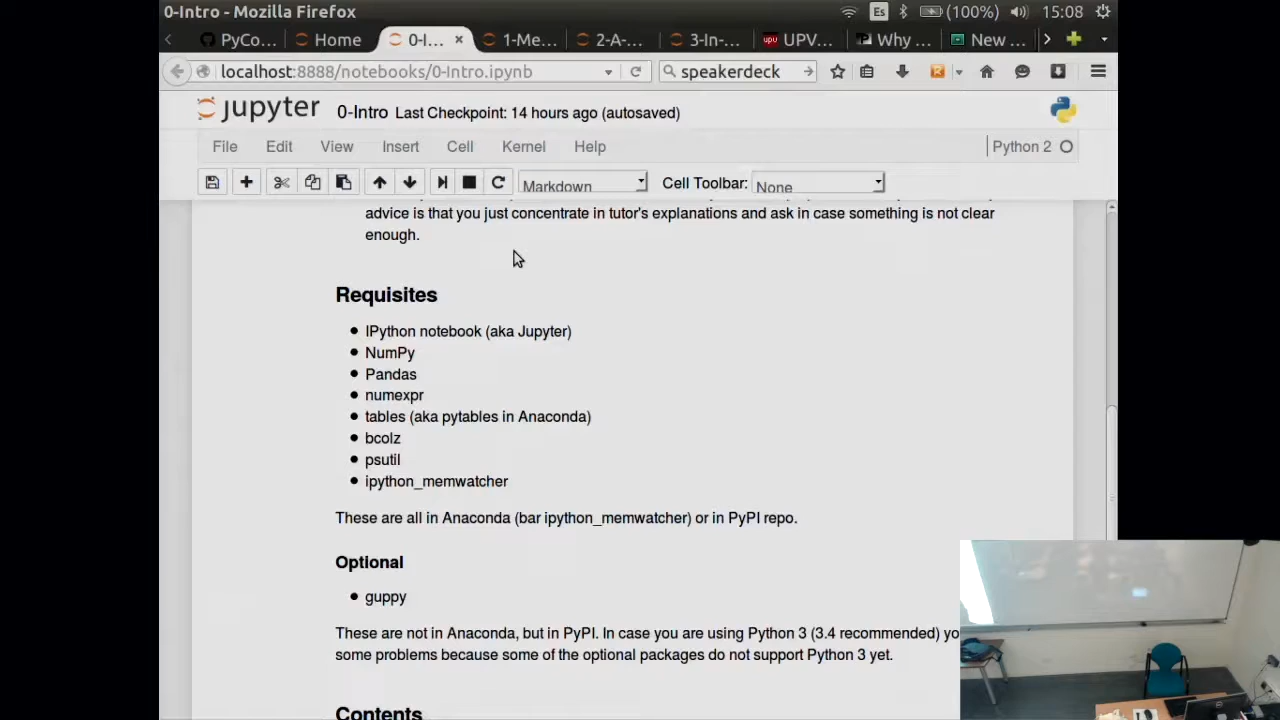 0-Intro - Mozilla Firefox
Es (100%) 15:08
PyCo... Home 0-I... × 1-Me... 2-A-... 3-In-... upv UPV... Why ... New ...
localhost:8888/notebooks/0-Intro.ipynb speakerdeck
jupyter 0-Intro Last Checkpoint: 14 hours ago (autosaved)
File Edit View Insert Cell Kernel Help Python 2
Markdown Cell Toolbar: None
advice is that you just concentrate in tutor's explanations and ask in case something is not clear
enough.
Requisites
IPython notebook (aka Jupyter)
NumPy
Pandas
numexpr
tables (aka pytables in Anaconda)
bcolz
psutil
ipython_memwatcher
These are all in Anaconda (bar ipython_memwatcher) or in PyPI repo.
Optional
guppy
These are not in Anaconda, but in PyPI. In case you are using Python 3 (3.4 recommended) yo
some problems because some of the optional packages do not support Python 3 yet.
Contents